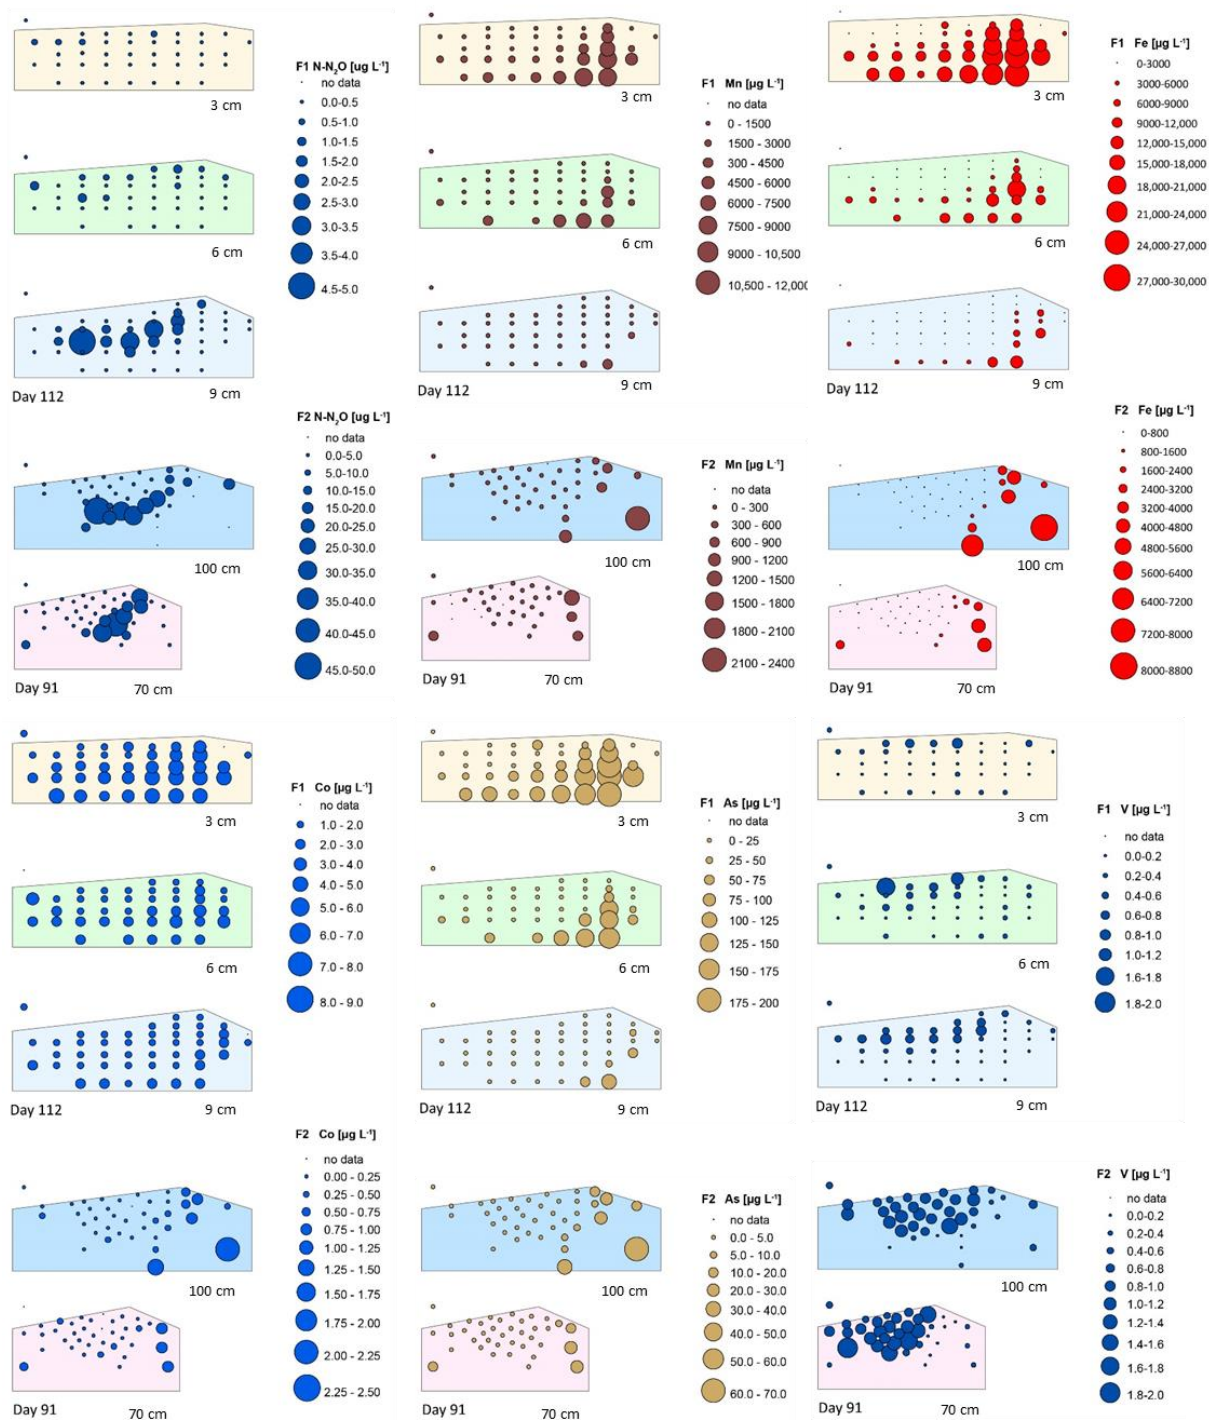 F1 N-N₂O [ug L⁻¹]
no data
0.0-0.5
0.5-1.0
1.0-1.5
1.5-2.0
2.0-2.5
2.5-3.0
3.0-3.5
3.5-4.0
4.5-5.0
3 cm
6 cm
9 cm
Day 112
F1 Mn [µg L⁻¹]
no data
0 - 1500
1500 - 3000
300 - 4500
4500 - 6000
6000 - 7500
7500 - 9000
9000 - 10,500
10,500 - 12,000
3 cm
6 cm
9 cm
Day 112
F1 Fe [µg L⁻¹]
0-3000
3000-6000
6000-9000
9000-12,000
12,000-15,000
15,000-18,000
18,000-21,000
21,000-24,000
24,000-27,000
27,000-30,000
3 cm
6 cm
9 cm
F2 N-N₂O [ug L⁻¹]
no data
0.0-5.0
5.0-10.0
10.0-15.0
15.0-20.0
20.0-25.0
25.0-30.0
30.0-35.0
35.0-40.0
40.0-45.0
45.0-50.0
100 cm
Day 91
70 cm
F2 Mn [µg L⁻¹]
no data
0 - 300
300 - 600
600 - 900
900 - 1200
1200 - 1500
1500 - 1800
1800 - 2100
2100 - 2400
100 cm
Day 91
70 cm
F2 Fe [µg L⁻¹]
0-800
800-1600
1600-2400
2400-3200
3200-4000
4000-4800
4800-5600
5600-6400
6400-7200
7200-8000
8000-8800
100 cm
Day 91
70 cm
F1 Co [µg L⁻¹]
no data
1.0 - 2.0
2.0 - 3.0
3.0 - 4.0
4.0 - 5.0
5.0 - 6.0
6.0 - 7.0
7.0 - 8.0
8.0 - 9.0
3 cm
6 cm
9 cm
Day 112
F1 As [µg L⁻¹]
no data
0 - 25
25 - 50
50 - 75
75 - 100
100 - 125
125 - 150
150 - 175
175 - 200
3 cm
6 cm
9 cm
Day 112
F1 V [µg L⁻¹]
no data
0.0-0.2
0.2-0.4
0.4-0.6
0.6-0.8
0.8-1.0
1.0-1.2
1.6-1.8
1.8-2.0
3 cm
6 cm
9 cm
Day 112
F2 Co [µg L⁻¹]
no data
0.00 - 0.25
0.25 - 0.50
0.50 - 0.75
0.75 - 1.00
1.00 - 1.25
1.25 - 1.50
1.50 - 1.75
1.75 - 2.00
2.00 - 2.25
2.25 - 2.50
100 cm
Day 91
70 cm
F2 As [µg L⁻¹]
no data
0.0 - 5.0
5.0 - 10.0
10.0 - 20.0
20.0 - 30.0
30.0 - 40.0
40.0 - 50.0
50.0 - 60.0
60.0 - 70.0
100 cm
Day 91
70 cm
F2 V [µg L⁻¹]
no data
0.0-0.2
0.2-0.4
0.4-0.6
0.6-0.8
0.8-1.0
1.0-1.2
1.2-1.4
1.4-1.6
1.6-1.8
1.8-2.0
100 cm
Day 91
70 cm